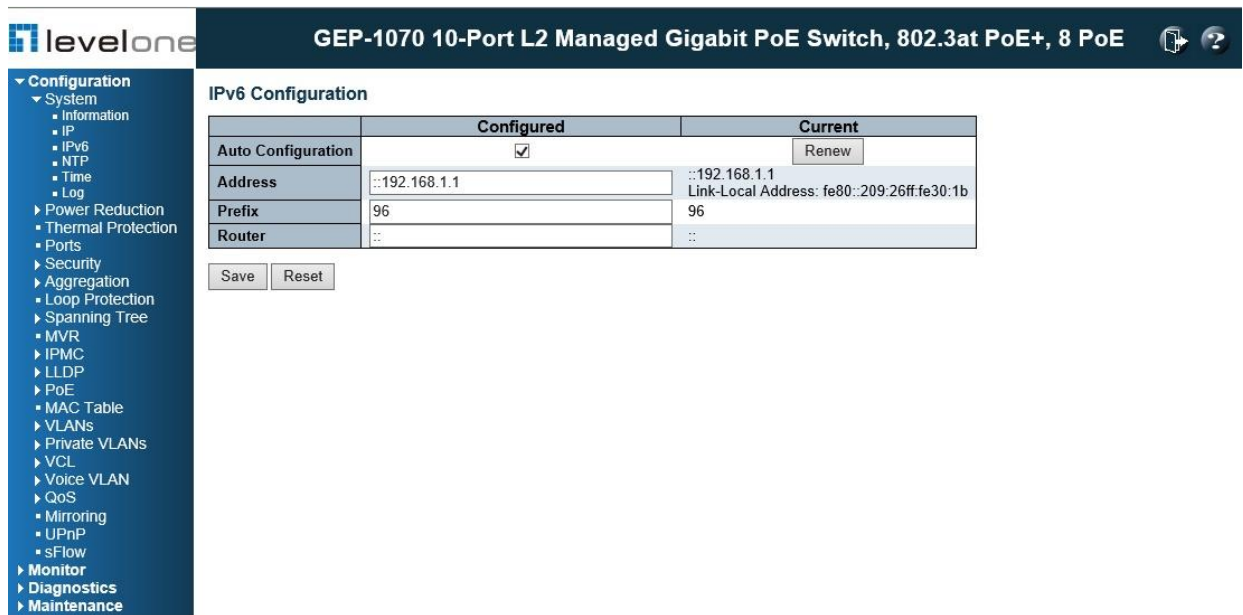 levelone
GEP-1070 10-Port L2 Managed Gigabit PoE Switch, 802.3at PoE+, 8 PoE
?
Configuration
System
Information
IP
IPv6
NTP
Time
Log
Power Reduction
Thermal Protection
Ports
Security
Aggregation
Loop Protection
Spanning Tree
MVR
IPMC
LLDP
PoE
MAC Table
VLANs
Private VLANs
VCL
Voice VLAN
QoS
Mirroring
UPnP
sFlow
Monitor
Diagnostics
Maintenance
IPv6 Configuration
Configured Current
Auto Configuration Renew
Address ::192.168.1.1 ::192.168.1.1
Link-Local Address: fe80::209:26ff:fe30:1b
Prefix 96 96
Router :: ::
Save Reset